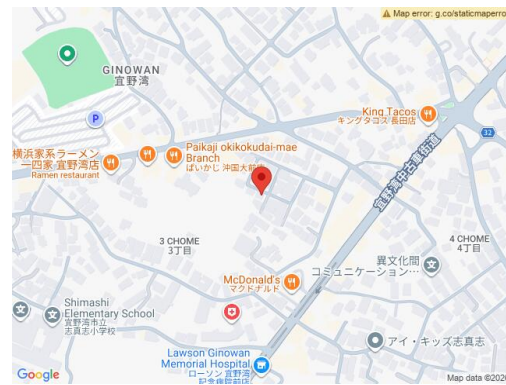 Map error: g.co/staticmaperro
GINOWAN
宜野湾
P
King Tacos
キングタコス 長田店
32
Paikaji okikokudai-mae
Branch
ぱいかじ 沖国大前店
横浜家系ラーメン
一四家 宜野湾店
Ramen restaurant
宜野湾中古車街道
3 CHOME
3丁目
4 CHOME
4丁目
異文化間
コミュニケーション…
McDonald's
マクドナルド
Shimashi
Elementary School
宜野湾市立
志真志小学校
アイ・キッズ志真志
Lawson Ginowan
Memorial Hospital
ローソン 宜野湾
記念病院前店
Google
Map data ©2026